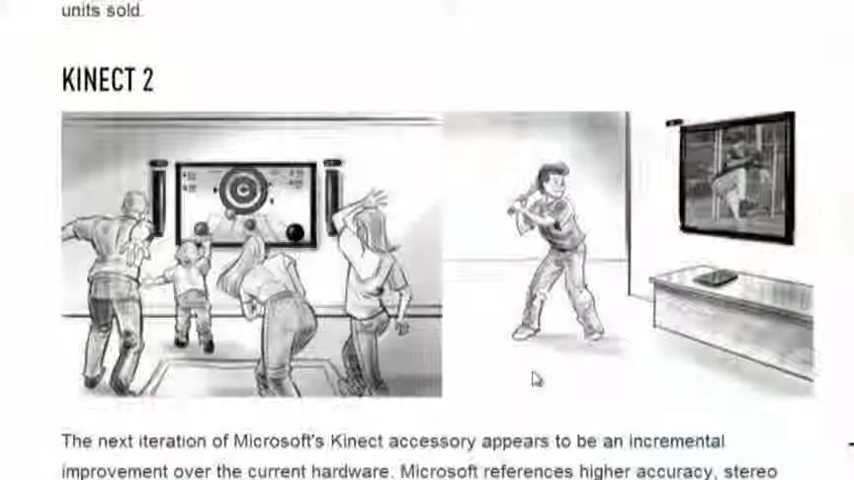 units sold.
KINECT 2
The next iteration of Microsoft's Kinect accessory appears to be an incremental
improvement over the current hardware. Microsoft references higher accuracy, stereo